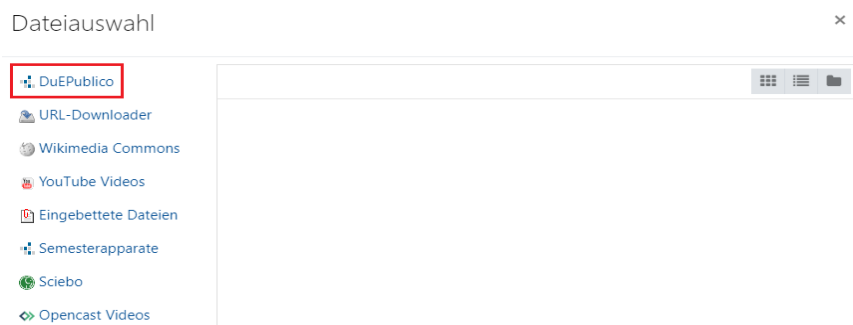 Dateiauswahl
×
DuEPublico
URL-Downloader
Wikimedia Commons
YouTube Videos
Eingebettete Dateien
Semesterapparate
Sciebo
Opencast Videos